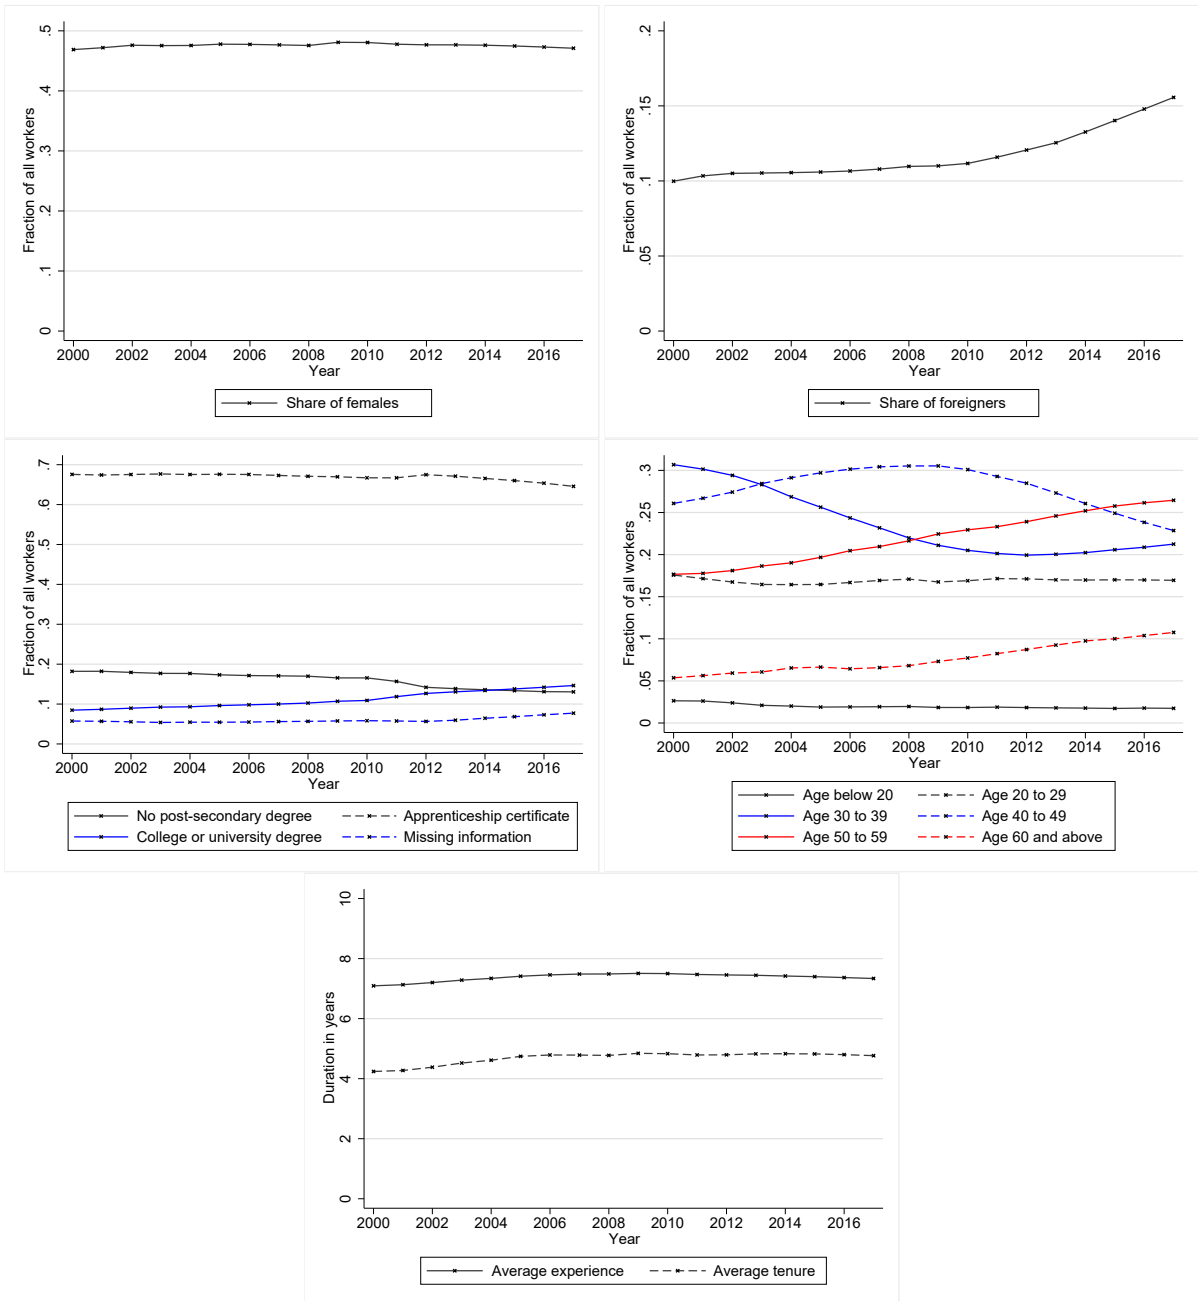 Fraction of all workers
.5
.4
.3
.2
.1
0
2000 2002 2004 2006 2008 2010 2012 2014 2016
Year
Share of females
Fraction of all workers
.2
.15
.1
.05
0
2000 2002 2004 2006 2008 2010 2012 2014 2016
Year
Share of foreigners
Fraction of all workers
.7
.6
.5
.4
.3
.2
.1
0
2000 2002 2004 2006 2008 2010 2012 2014 2016
Year
No post-secondary degree Apprenticeship certificate
College or university degree Missing information
Fraction of all workers
.3
.25
.2
.15
.1
.05
0
2000 2002 2004 2006 2008 2010 2012 2014 2016
Year
Age below 20 Age 20 to 29
Age 30 to 39 Age 40 to 49
Age 50 to 59 Age 60 and above
Duration in years
10
8
6
4
2
0
2000 2002 2004 2006 2008 2010 2012 2014 2016
Year
Average experience Average tenure